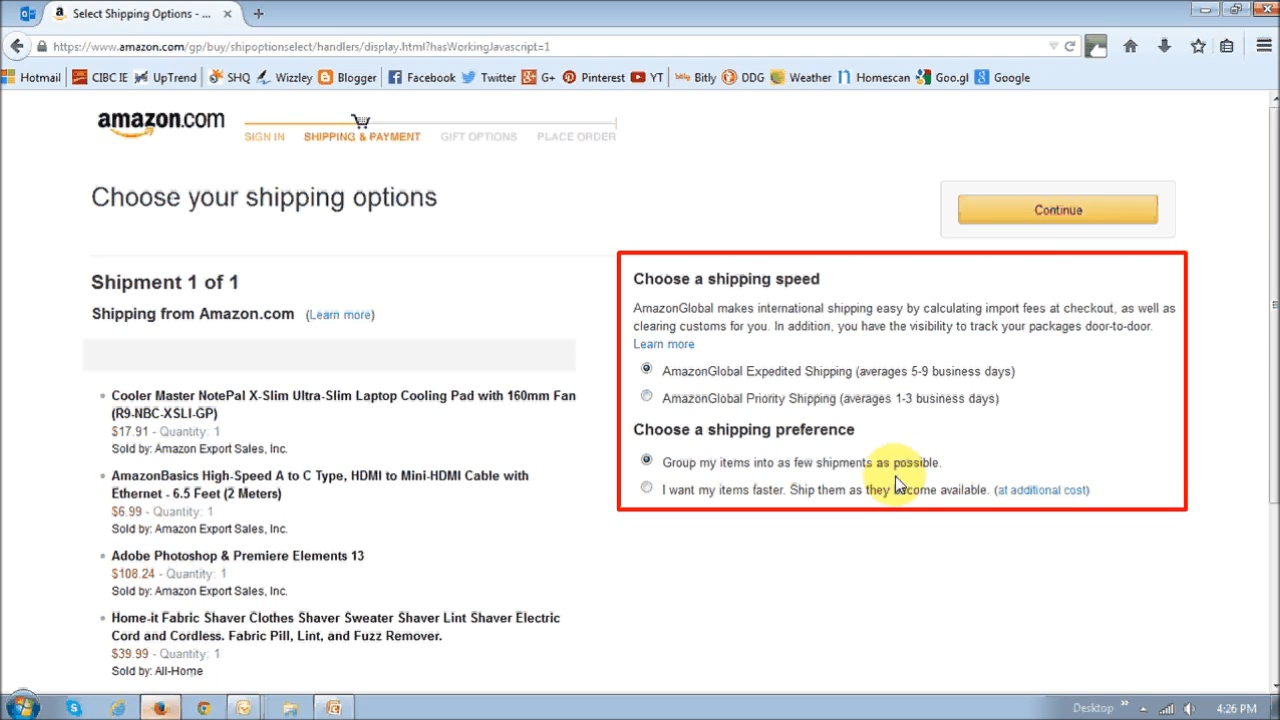 Select Shipping Options - ...
https://www.amazon.com/gp/buy/shipoptionselect/handlers/display.html?hasWorkingJavascript=1
Hotmail CIBC IE UpTrend SHQ Wizzley Blogger Facebook Twitter G+ Pinterest YT Bitly DDG Weather Homescan Goo.gl Google
amazon.com
SIGN IN SHIPPING & PAYMENT GIFT OPTIONS PLACE ORDER
Choose your shipping options
Continue
Shipment 1 of 1
Shipping from Amazon.com (Learn more)
Cooler Master NotePal X-Slim Ultra-Slim Laptop Cooling Pad with 160mm Fan
(R9-NBC-XSLI-GP)
$17.91 - Quantity: 1
Sold by: Amazon Export Sales, Inc.
AmazonBasics High-Speed A to C Type, HDMI to Mini-HDMI Cable with
Ethernet - 6.5 Feet (2 Meters)
$6.99 - Quantity: 1
Sold by: Amazon Export Sales, Inc.
Adobe Photoshop & Premiere Elements 13
$108.24 - Quantity: 1
Sold by: Amazon Export Sales, Inc.
Home-it Fabric Shaver Clothes Shaver Sweater Shaver Lint Shaver Electric
Cord and Cordless. Fabric Pill, Lint, and Fuzz Remover.
$39.99 - Quantity: 1
Sold by: All-Home
Choose a shipping speed
AmazonGlobal makes international shipping easy by calculating import fees at checkout, as well as
clearing customs for you. In addition, you have the visibility to track your packages door-to-door.
Learn more
AmazonGlobal Expedited Shipping (averages 5-9 business days)
AmazonGlobal Priority Shipping (averages 1-3 business days)
Choose a shipping preference
Group my items into as few shipments as possible.
I want my items faster. Ship them as they become available. (at additional cost)
Desktop 4:26 PM